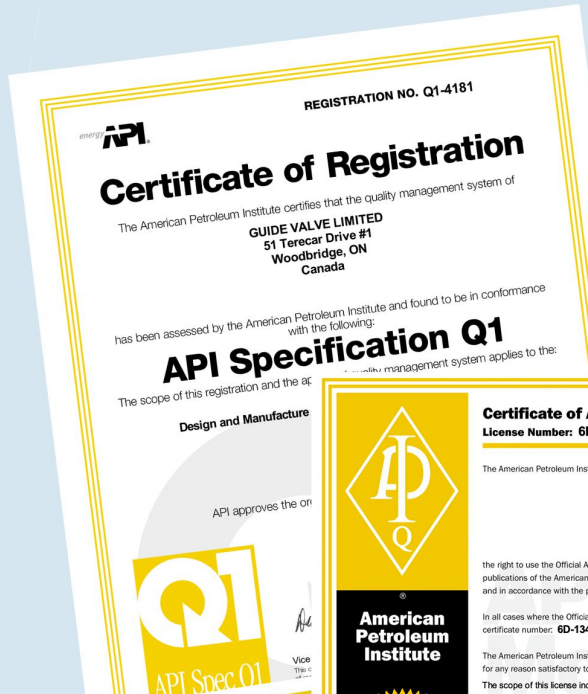 REGISTRATION NO. Q1-4181
energy API
Certificate of Registration
The American Petroleum Institute certifies that the quality management system of
GUIDE VALVE LIMITED
51 Terecar Drive #1
Woodbridge, ON
Canada
has been assessed by the American Petroleum Institute and found to be in conformance
with the following:
API Specification Q1
The scope of this registration and the quality management system applies to the:
Design and Manufacture
API approves the
Q1
API Spec Q1
Vice
API
Q
®
American
Petroleum
Institute
Certificate of
License Number:
The American Petroleum
the right to use the Official
publications of the American
and in accordance with the
In all cases where the
certificate number: 6D-134
The American Petroleum
for any reason satisfactory
The scope of this license